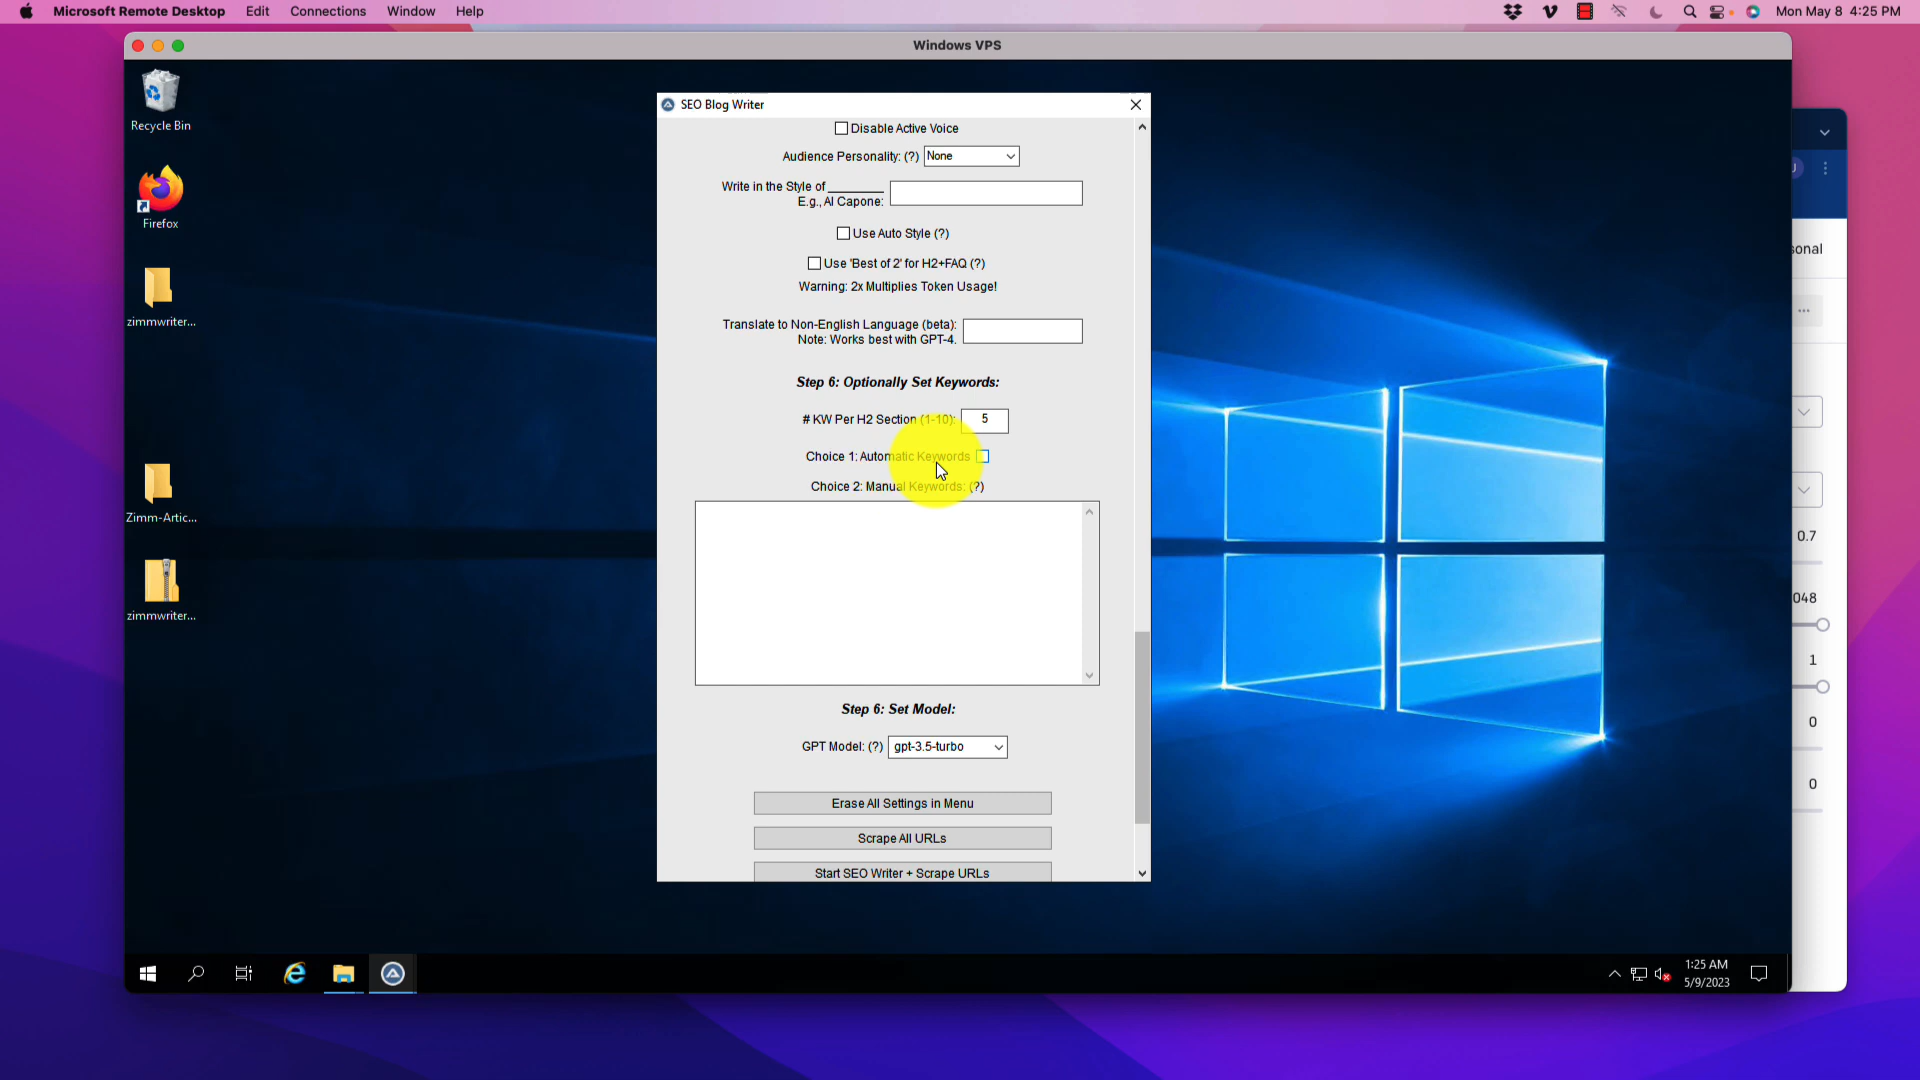 Microsoft Remote Desktop Edit Connections Window Help Mon May 8 4:25 PM
Windows VPS
Recycle Bin
Firefox
zimmwriter...
Zimm-Artic...
zimmwriter...
SEO Blog Writer
Disable Active Voice
Audience Personality: (?) None
Write in the Style of ________
E.g., Al Capone:
Use Auto Style (?)
Use 'Best of 2' for H2+FAQ (?)
Warning: 2x Multiplies Token Usage!
Translate to Non-English Language (beta):
Note: Works best with GPT-4.
Step 6: Optionally Set Keywords:
# KW Per H2 Section (1-10): 5
Choice 1: Automatic Keywords
Choice 2: Manual Keywords: (?)
Step 6: Set Model:
GPT Model: (?) gpt-3.5-turbo
Erase All Settings in Menu
Scrape All URLs
Start SEO Writer + Scrape URLs
sonal
0.7
048
1
0
0
1:25 AM
5/9/2023